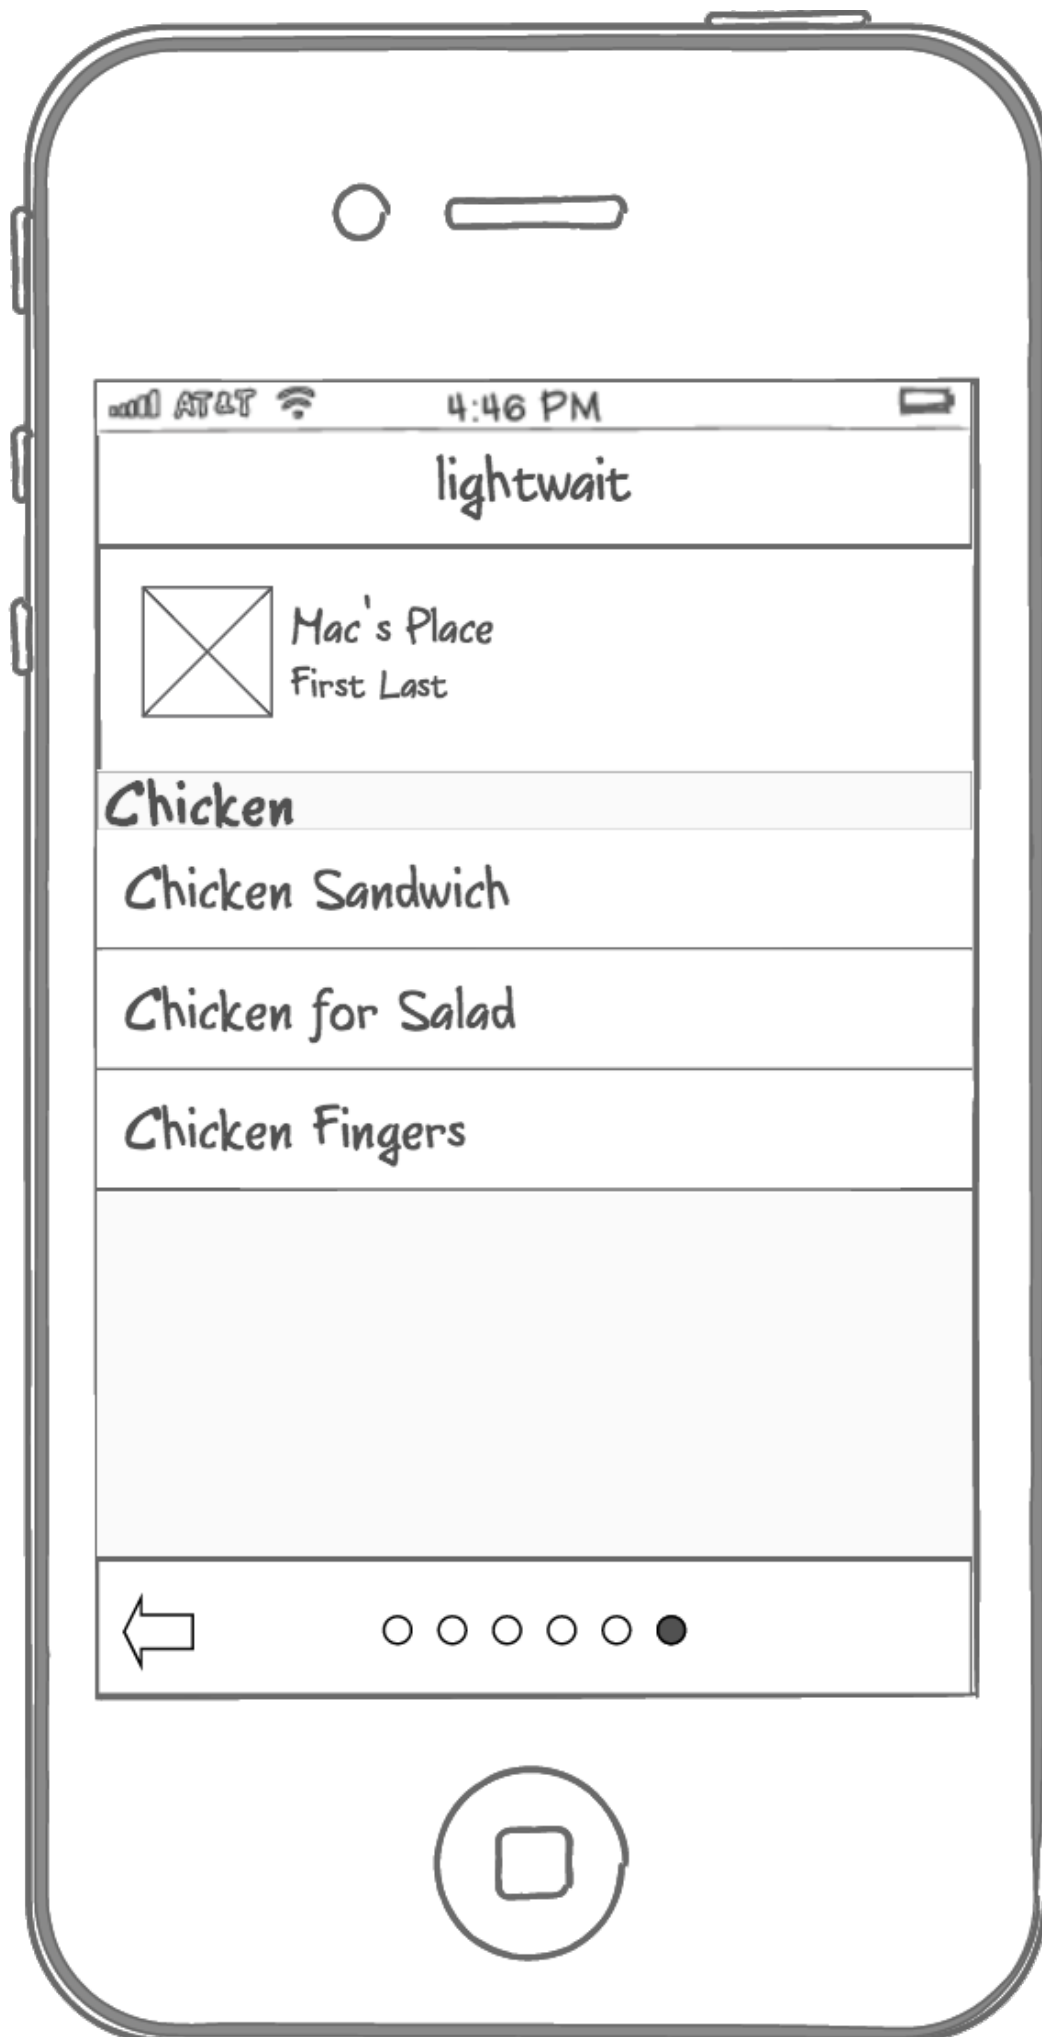 AT&T 4:46 PM
lightwait
Mac's Place
First Last
Chicken
Chicken Sandwich
Chicken for Salad
Chicken Fingers